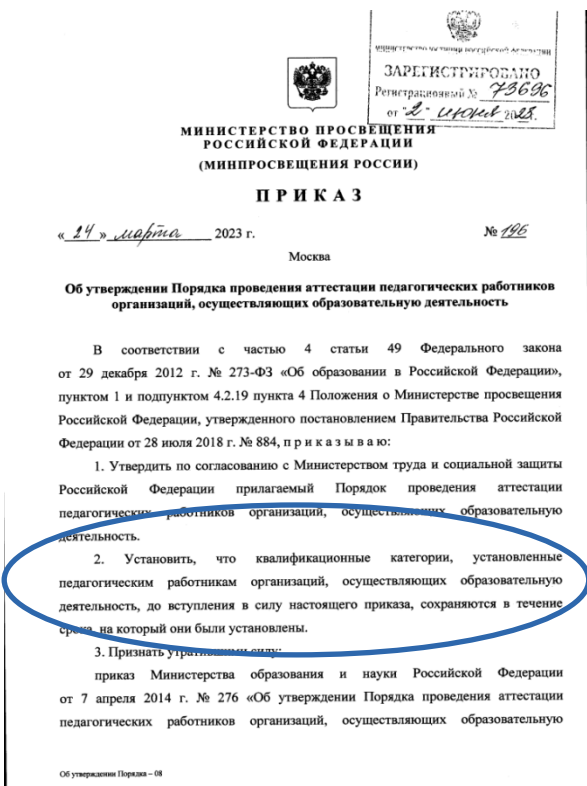 МИНИСТЕРСТВО ЮСТИЦИИ РОССИЙСКОЙ ФЕДЕРАЦИИ
ЗАРЕГИСТРИРОВАНО
Регистрационный № 73696
от "2" июня 2023.
МИНИСТЕРСТВО ПРОСВЕЩЕНИЯ
РОССИЙСКОЙ ФЕДЕРАЦИИ
(МИНПРОСВЕЩЕНИЯ РОССИИ)
ПРИКАЗ
« 24 » марта 2023 г.
№ 196
Москва
Об утверждении Порядка проведения аттестации педагогических работников
организаций, осуществляющих образовательную деятельность
В соответствии с частью 4 статьи 49 Федерального закона
от 29 декабря 2012 г. № 273-ФЗ «Об образовании в Российской Федерации»,
пунктом 1 и подпунктом 4.2.19 пункта 4 Положения о Министерстве просвещения
Российской Федерации, утвержденного постановлением Правительства Российской
Федерации от 28 июля 2018 г. № 884, п р и к а з ы в а ю:
1. Утвердить по согласованию с Министерством труда и социальной защиты
Российской Федерации прилагаемый Порядок проведения аттестации
педагогических работников организаций, осуществляющих образовательную
деятельность.
2. Установить, что квалификационные категории, установленные
педагогическим работникам организаций, осуществляющих образовательную
деятельность, до вступления в силу настоящего приказа, сохраняются в течение
срока, на который они были установлены.
3. Признать утратившими силу:
приказ Министерства образования и науки Российской Федерации
от 7 апреля 2014 г. № 276 «Об утверждении Порядка проведения аттестации
педагогических работников организаций, осуществляющих образовательную
Об утверждении Порядка – 08